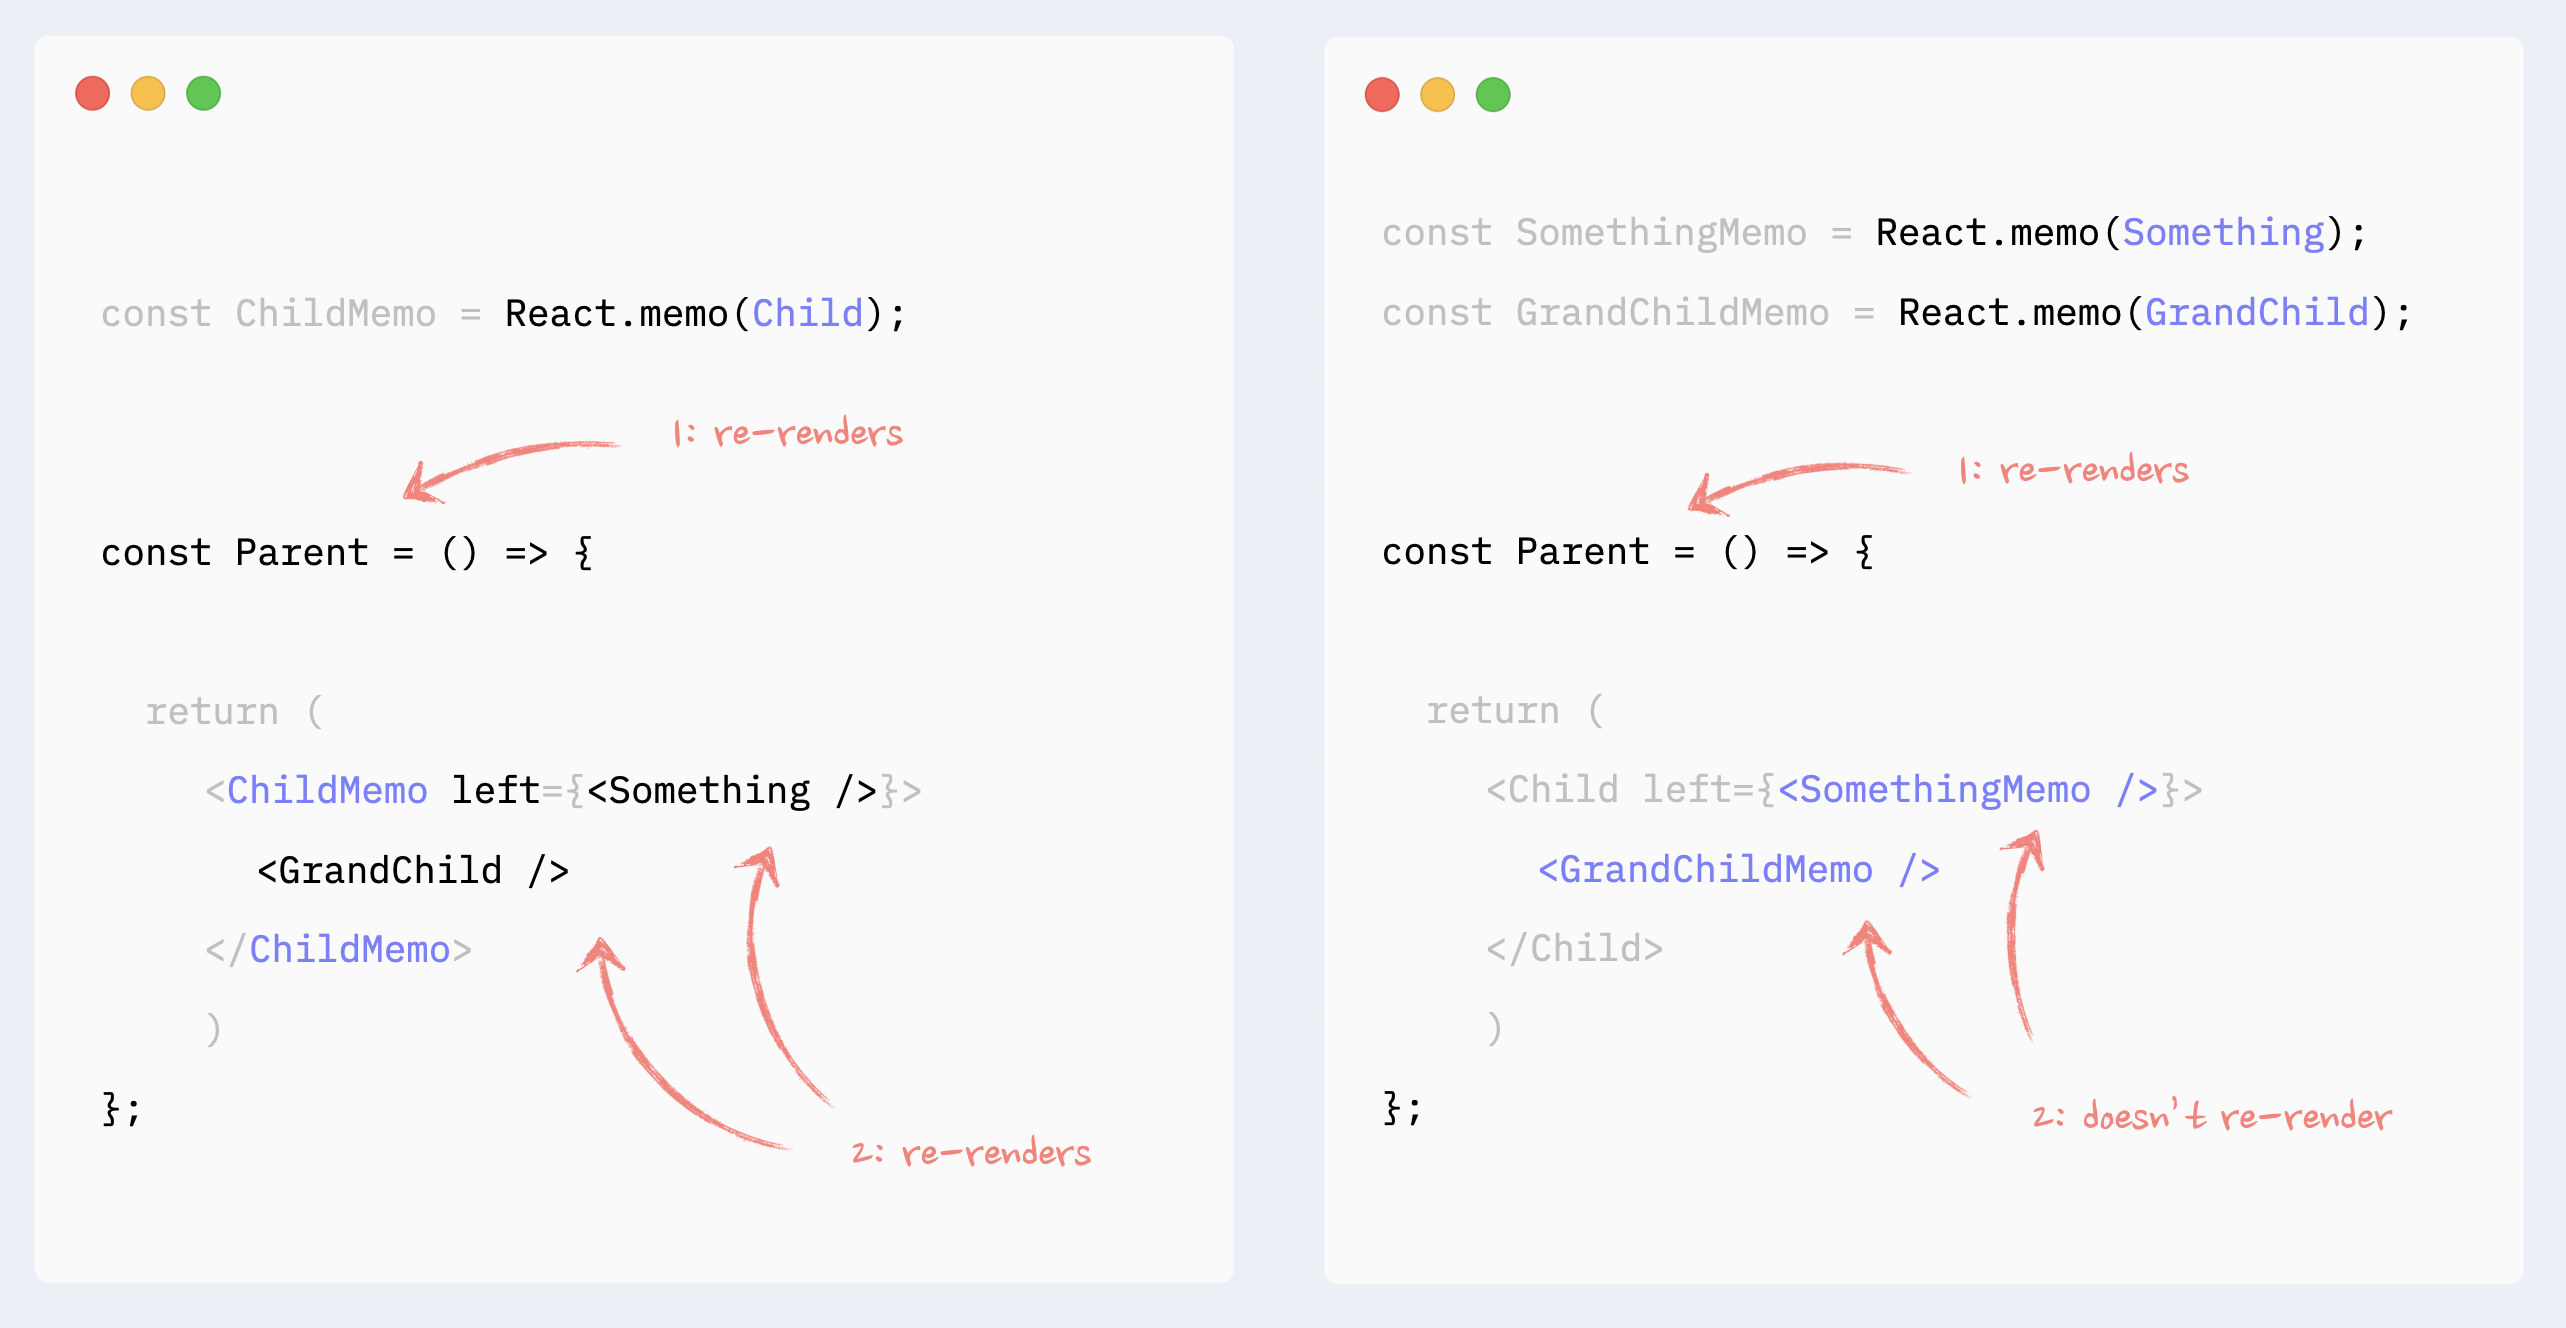 const ChildMemo = React.memo(Child);
1: re-renders
const Parent = () => {
return (
<ChildMemo left={<Something />}>
<GrandChild />
</ChildMemo>
)
};
2: re-renders
const SomethingMemo = React.memo(Something);
const GrandChildMemo = React.memo(GrandChild);
1: re-renders
const Parent = () => {
return (
<Child left={<SomethingMemo />}>
<GrandChildMemo />
</Child>
)
};
2: doesn't re-render